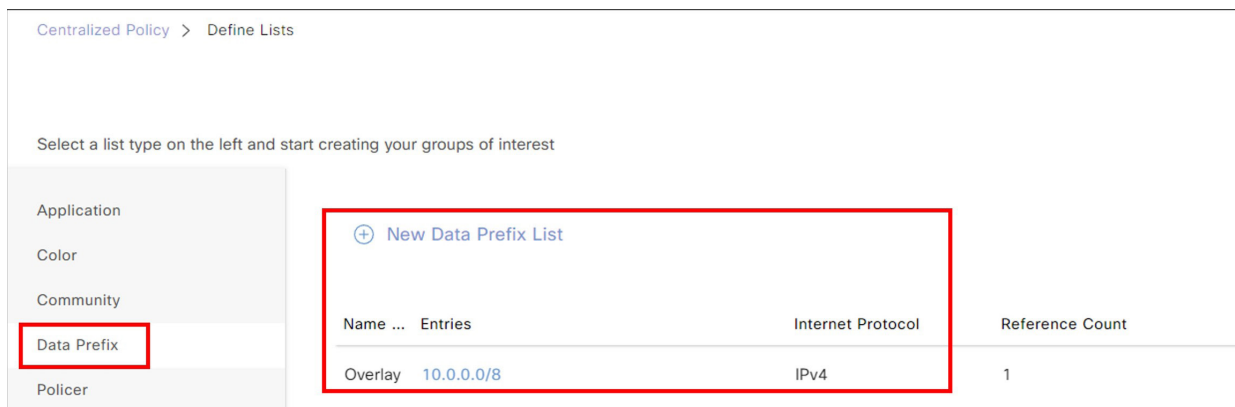 Centralized Policy > Define Lists
Select a list type on the left and start creating your groups of interest
Application
Color
Community
Data Prefix
Policer
New Data Prefix List
Name ... Entries Internet Protocol Reference Count
Overlay 10.0.0.0/8 IPv4 1